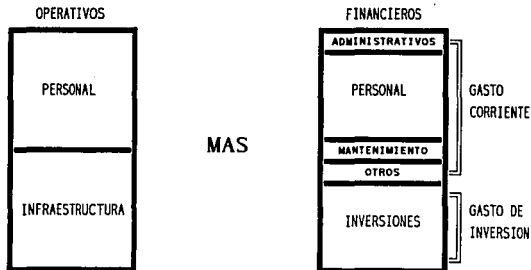 OPERATIVOS
PERSONAL
INFRAESTRUCTURA
MAS
FINANCIEROS
ADMINISTRATIVOS
PERSONAL
MANTENIMIENTO
OTROS
INVERSIONES
GASTO
CORRIENTE
GASTO DE
INVERSION